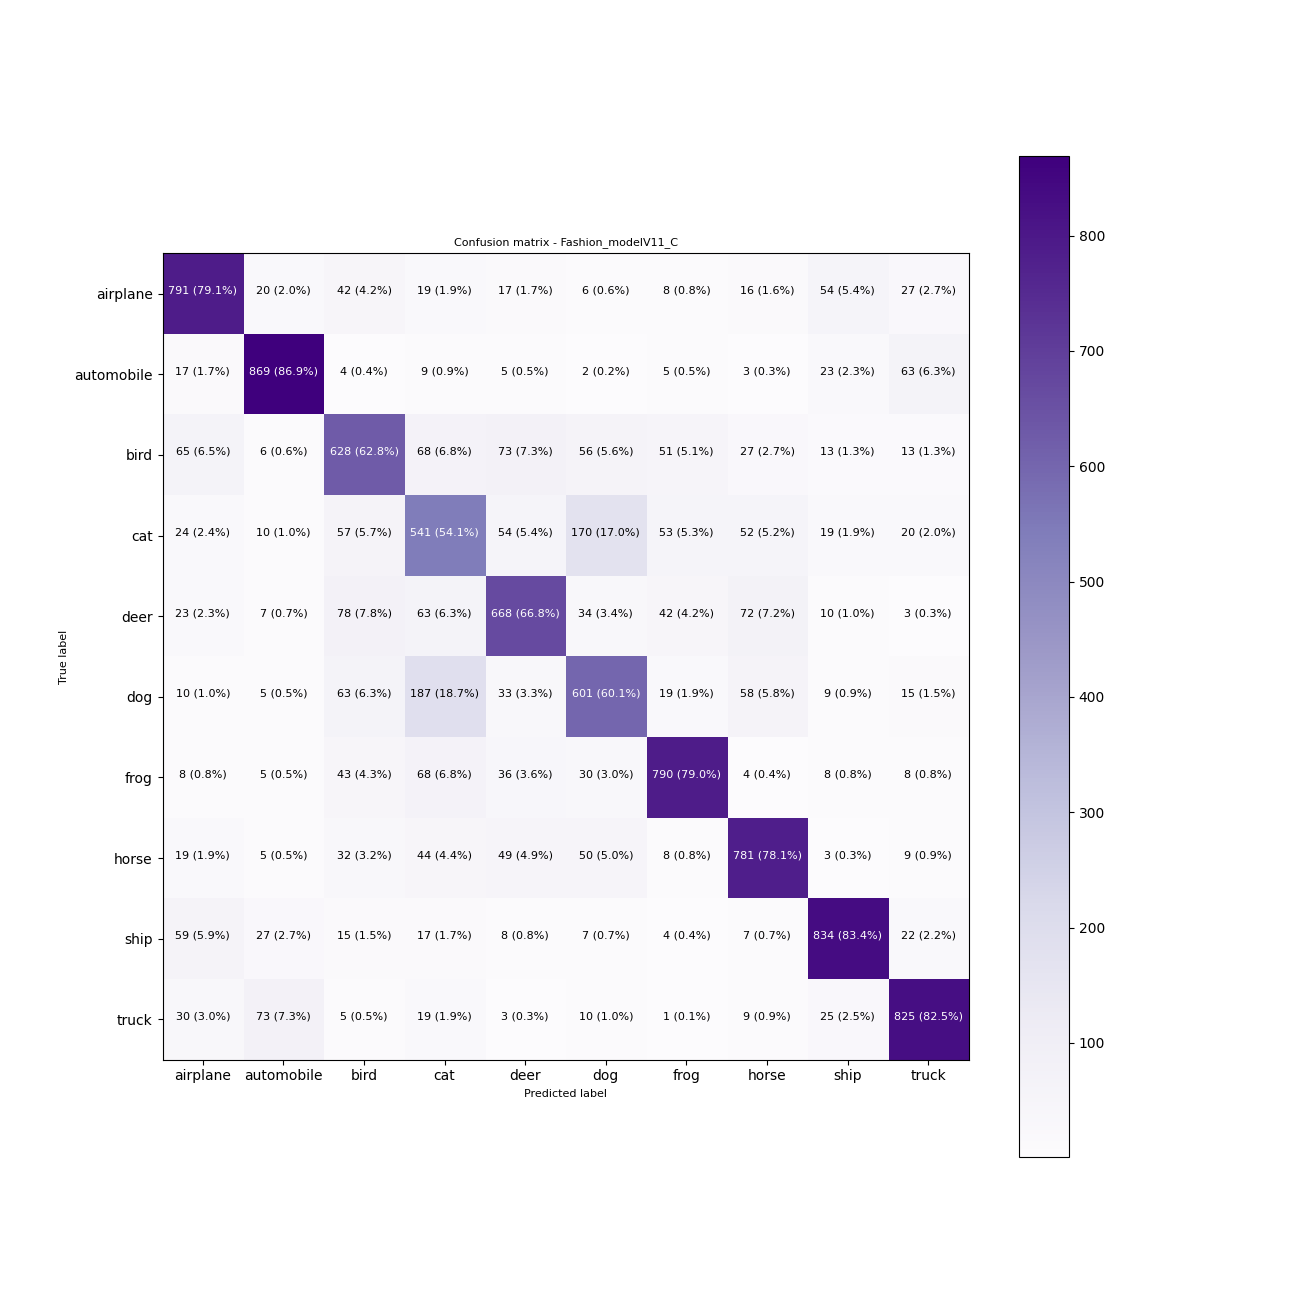 Confusion matrix - Fashion_modelV11_C
airplane 791 (79.1%) 20 (2.0%) 42 (4.2%) 19 (1.9%) 17 (1.7%) 6 (0.6%) 8 (0.8%) 16 (1.6%) 54 (5.4%) 27 (2.7%)
automobile 17 (1.7%) 869 (86.9%) 4 (0.4%) 9 (0.9%) 5 (0.5%) 2 (0.2%) 5 (0.5%) 3 (0.3%) 23 (2.3%) 63 (6.3%)
bird 65 (6.5%) 6 (0.6%) 628 (62.8%) 68 (6.8%) 73 (7.3%) 56 (5.6%) 51 (5.1%) 27 (2.7%) 13 (1.3%) 13 (1.3%)
cat 24 (2.4%) 10 (1.0%) 57 (5.7%) 541 (54.1%) 54 (5.4%) 170 (17.0%) 53 (5.3%) 52 (5.2%) 19 (1.9%) 20 (2.0%)
deer 23 (2.3%) 7 (0.7%) 78 (7.8%) 63 (6.3%) 668 (66.8%) 34 (3.4%) 42 (4.2%) 72 (7.2%) 10 (1.0%) 3 (0.3%)
dog 10 (1.0%) 5 (0.5%) 63 (6.3%) 187 (18.7%) 33 (3.3%) 601 (60.1%) 19 (1.9%) 58 (5.8%) 9 (0.9%) 15 (1.5%)
frog 8 (0.8%) 5 (0.5%) 43 (4.3%) 68 (6.8%) 36 (3.6%) 30 (3.0%) 790 (79.0%) 4 (0.4%) 8 (0.8%) 8 (0.8%)
horse 19 (1.9%) 5 (0.5%) 32 (3.2%) 44 (4.4%) 49 (4.9%) 50 (5.0%) 8 (0.8%) 781 (78.1%) 3 (0.3%) 9 (0.9%)
ship 59 (5.9%) 27 (2.7%) 15 (1.5%) 17 (1.7%) 8 (0.8%) 7 (0.7%) 4 (0.4%) 7 (0.7%) 834 (83.4%) 22 (2.2%)
truck 30 (3.0%) 73 (7.3%) 5 (0.5%) 19 (1.9%) 3 (0.3%) 10 (1.0%) 1 (0.1%) 9 (0.9%) 25 (2.5%) 825 (82.5%)
airplane automobile bird cat deer dog frog horse ship truck
Predicted label
True label
800
700
600
500
400
300
200
100